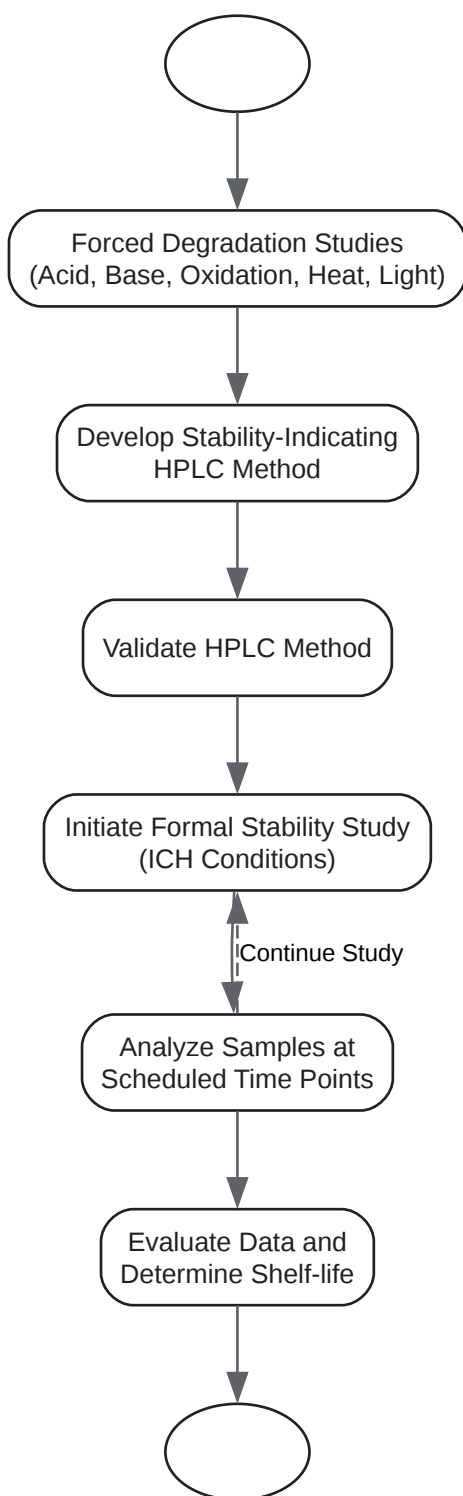 Forced Degradation Studies
(Acid, Base, Oxidation, Heat, Light)
Develop Stability-Indicating
HPLC Method
Validate HPLC Method
Initiate Formal Stability Study
(ICH Conditions)
Continue Study
Analyze Samples at
Scheduled Time Points
Evaluate Data and
Determine Shelf-life